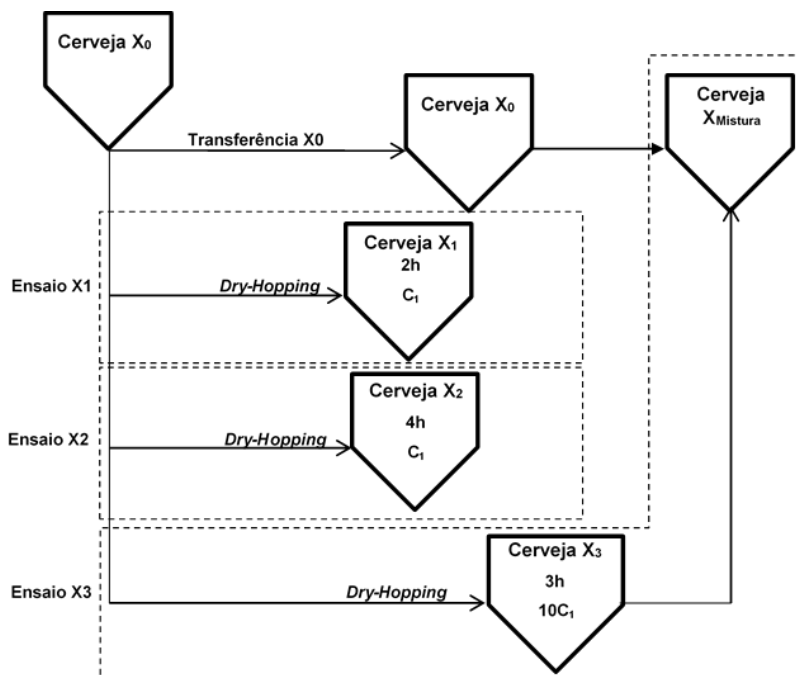 Cerveja X₀
Cerveja X₀
Cerveja
X_Mistura
Transferência X0
Ensaio X1
Dry-Hopping
Cerveja X₁
2h
C₁
Ensaio X2
Dry-Hopping
Cerveja X₂
4h
C₁
Ensaio X3
Dry-Hopping
Cerveja X₃
3h
10C₁